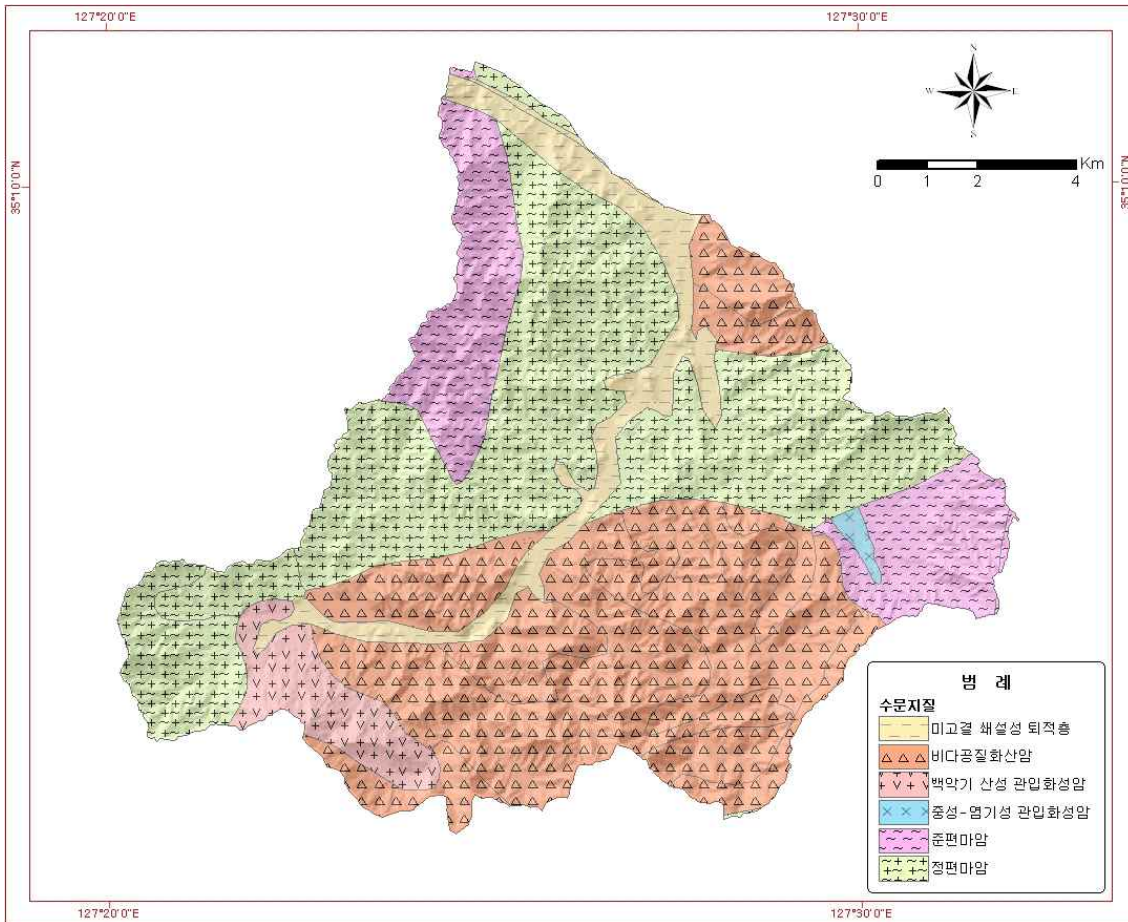 127°20'0"E 127°30'0"E
N
W E
S
35°10'0"N 35°10'0"N
Km
0 1 2 4
범 례
수문지질
미고결 쇄설성 퇴적층
비다공질화산암
백악기 산성 관입화성암
중성-염기성 관입화성암
준편마암
정편마암
127°20'0"E 127°30'0"E